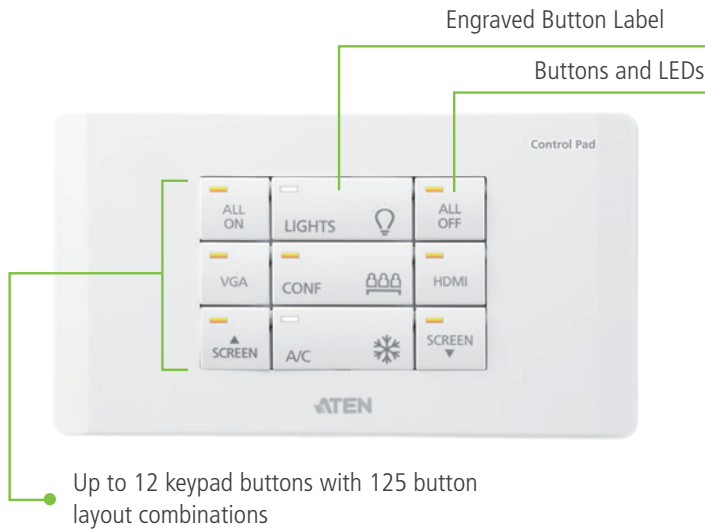 Engraved Button Label
Buttons and LEDs
Control Pad
ALL
ON
LIGHTS
ALL
OFF
VGA
CONF
HDMI
▲
SCREEN
A/C
SCREEN
▼
ATEN
Up to 12 keypad buttons with 125 button
layout combinations